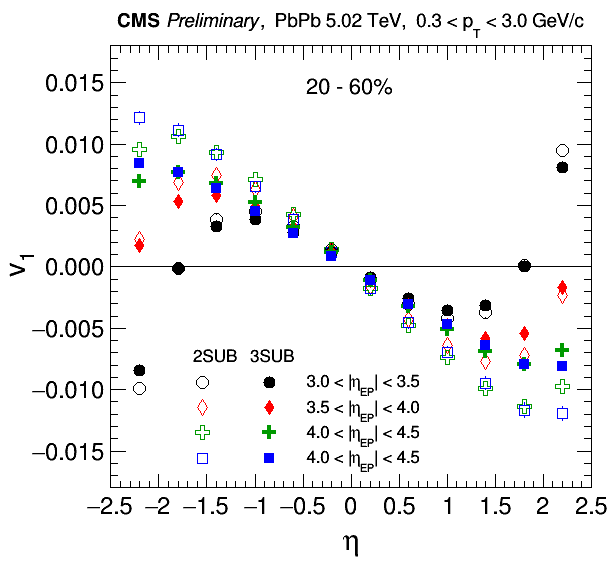 CMS Preliminary, PbPb 5.02 TeV, 0.3 < p_T < 3.0 GeV/c
20 - 60%
0.015
0.010
0.005
0.000
−0.005
−0.010
−0.015
v_1
2SUB 3SUB
3.0 < |η_EP| < 3.5
3.5 < |η_EP| < 4.0
4.0 < |η_EP| < 4.5
4.0 < |η_EP| < 4.5
−2.5 −2 −1.5 −1 −0.5 0 0.5 1 1.5 2 2.5
η